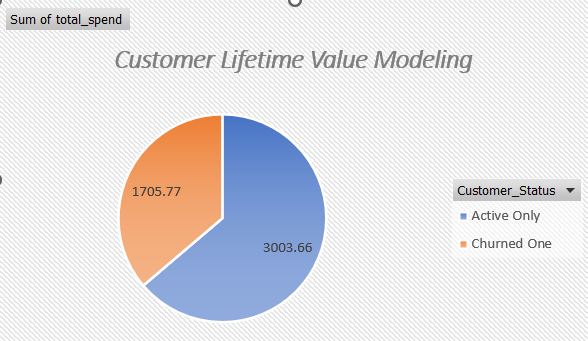 Sum of total_spend
Customer Lifetime Value Modeling
1705.77
3003.66
Customer_Status
Active Only
Churned One